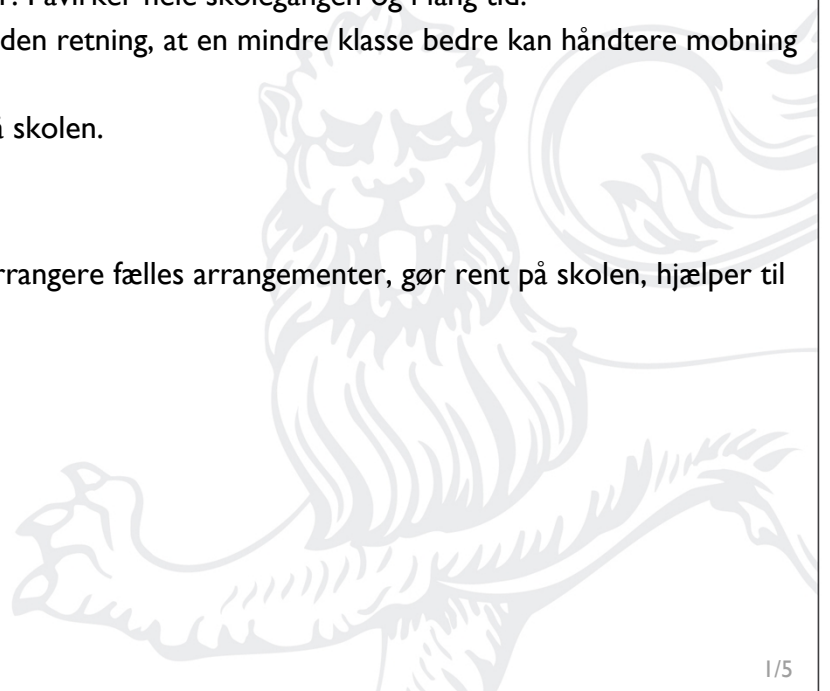 Påvirker hele skolegangen og i lang tid.
den retning, at en mindre klasse bedre kan håndtere mobning
skolen.
rrangere fælles arrangementer, gør rent på skolen, hjælper til
1/5